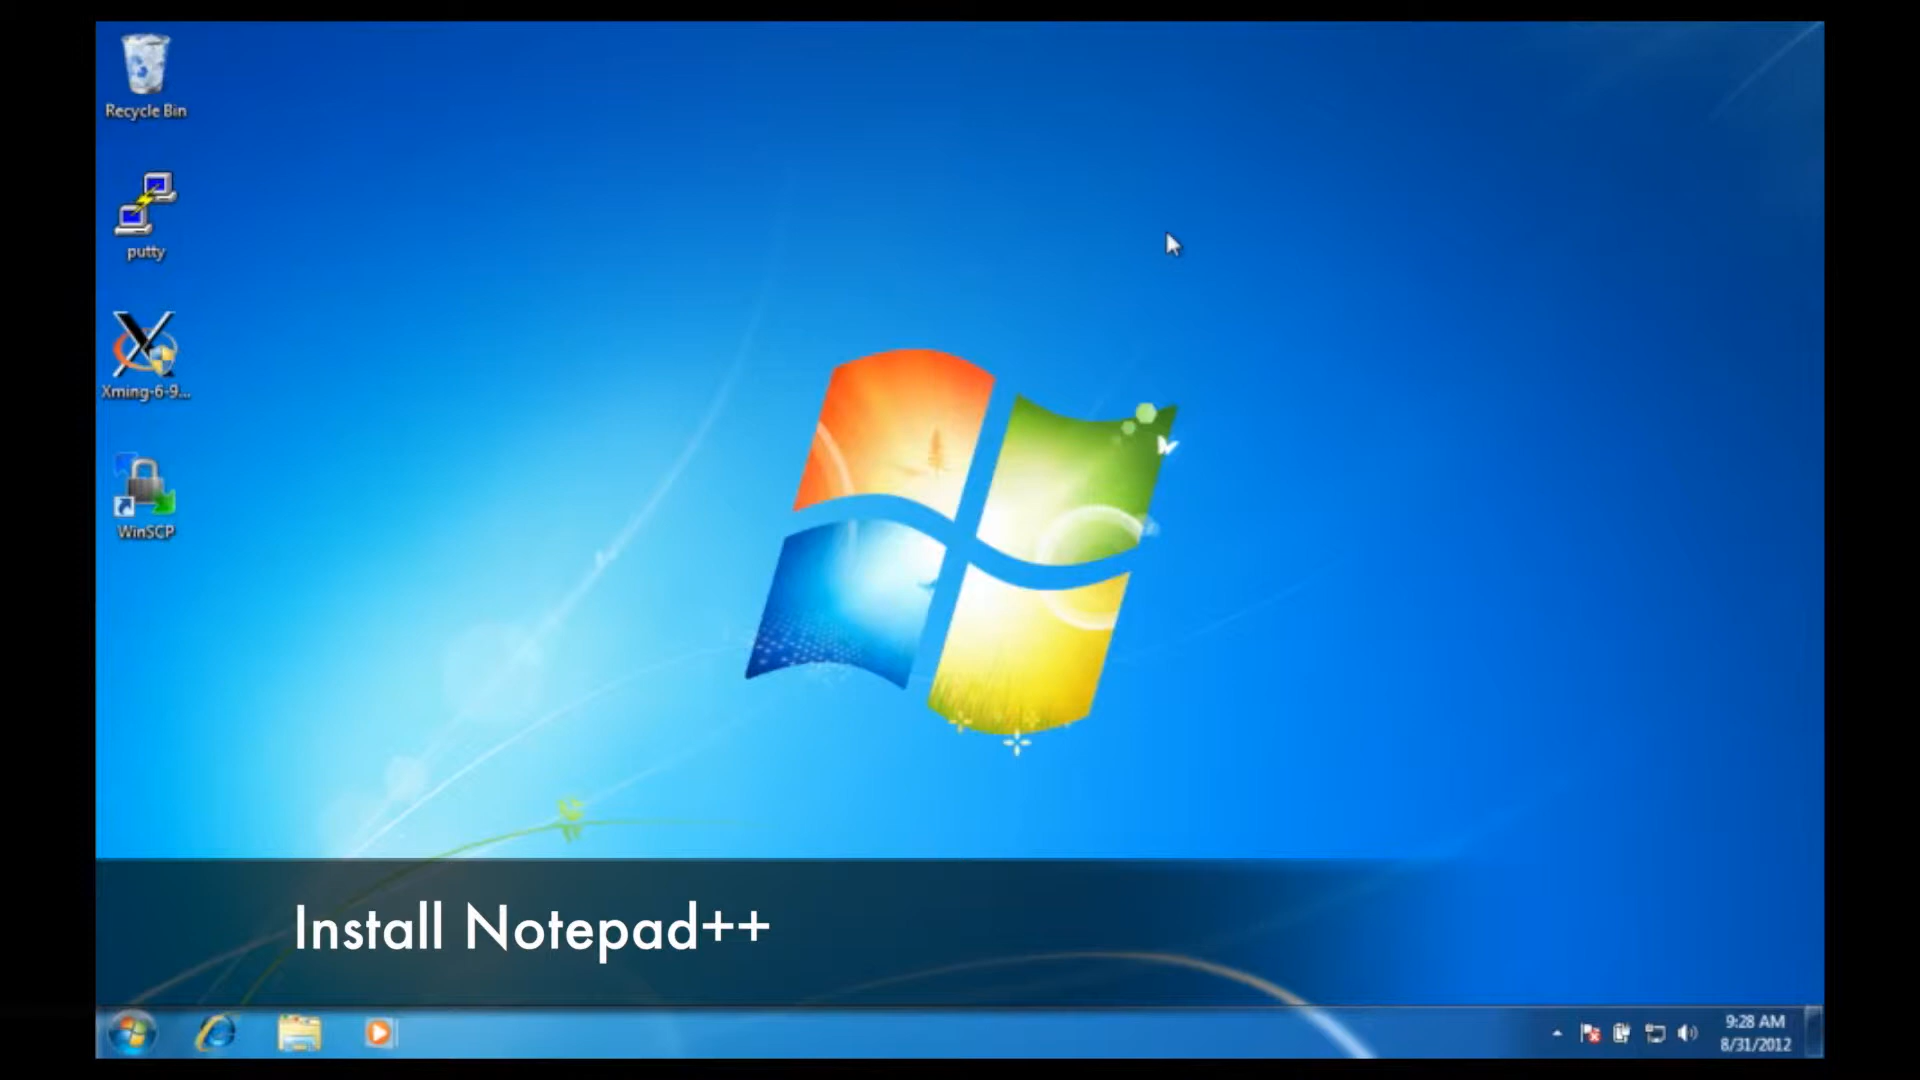 Recycle Bin
putty
Xming-6-9...
WinSCP
Install Notepad++
9:28 AM
8/31/2012